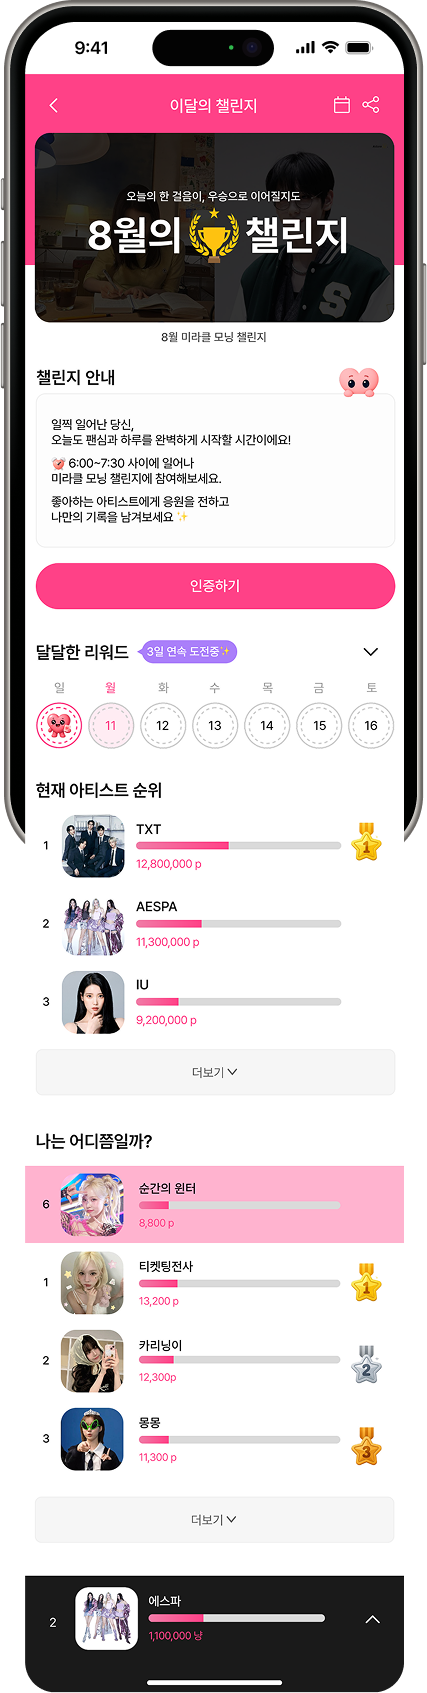 9:41
이달의 챌린지
오늘의 한 걸음이, 우승으로 이어질지도
8월의 챌린지
8월 미라클 모닝 챌린지
챌린지 안내
일찍 일어난 당신,
오늘도 팬심과 하루를 완벽하게 시작할 시간이에요!
⏰ 6:00~7:30 사이에 일어나
미라클 모닝 챌린지에 참여해보세요.
좋아하는 아티스트에게 응원을 전하고
나만의 기록을 남겨보세요 ✨
인증하기
달달한 리워드 3일 연속 도전중✨
일 월 화 수 목 금 토
11 12 13 14 15 16
현재 아티스트 순위
1 TXT
12,800,000 p
1
2 AESPA
11,300,000 p
3 IU
9,200,000 p
더보기
나는 어디쯤일까?
6 순간의 윈터
8,800 p
1 티켓팅전사
13,200 p
1
2 카리닝이
12,300p
2
3 몽몽
11,300 p
3
더보기
2 에스파
1,100,000 냥